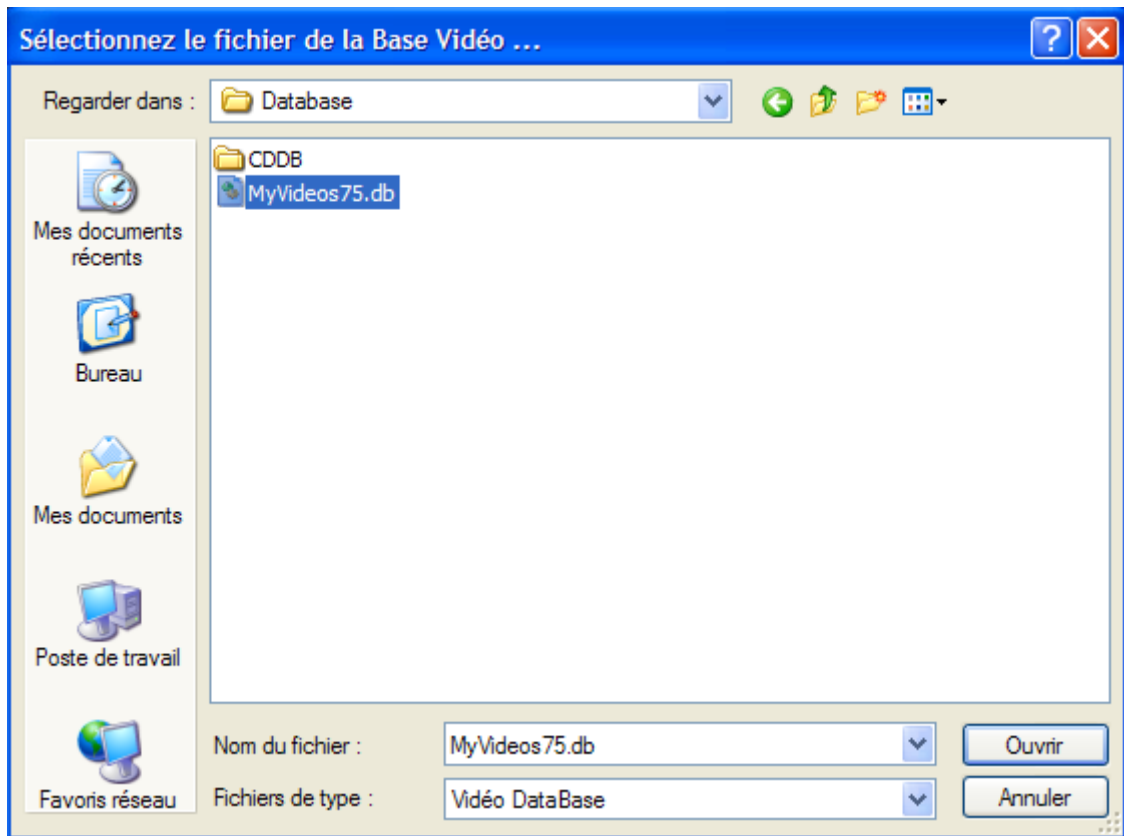 Sélectionnez le fichier de la Base Vidéo ...
Regarder dans :
Database
CDDB
MyVideos75.db
Mes documents
récents
Bureau
Mes documents
Poste de travail
Favoris réseau
Nom du fichier :
MyVideos75.db
Ouvrir
Fichiers de type :
Vidéo DataBase
Annuler